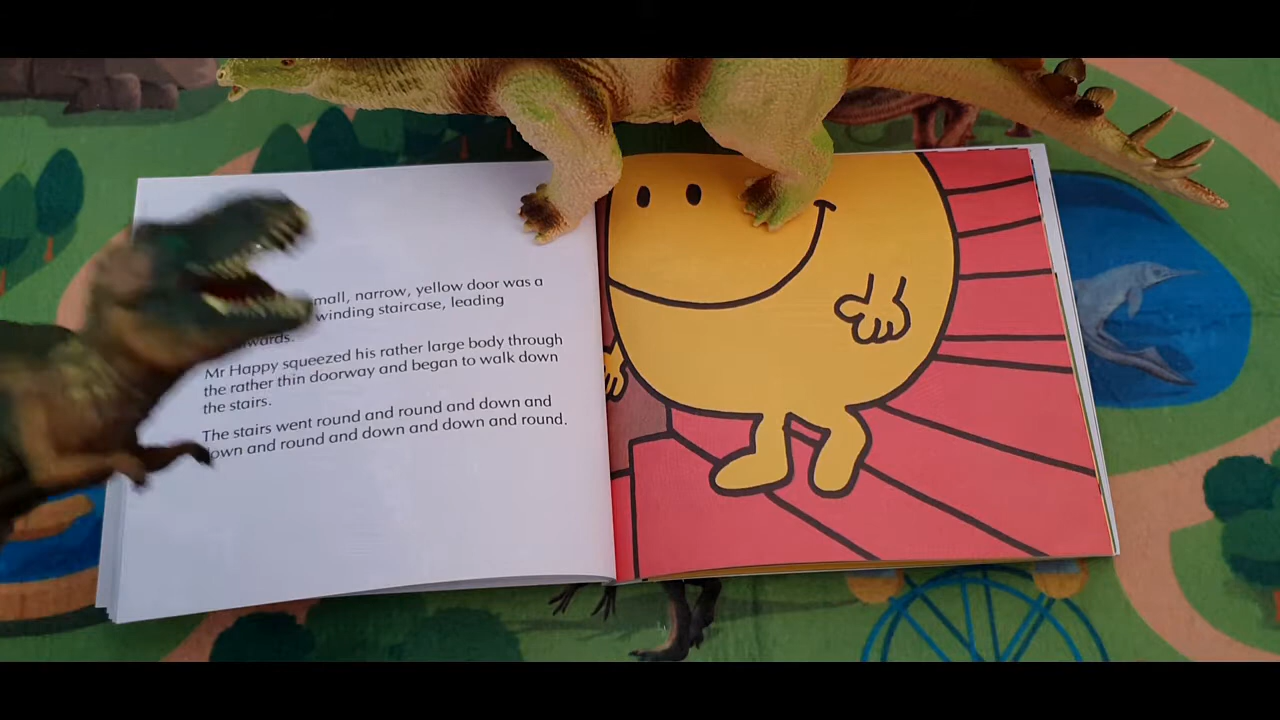 mall, narrow, yellow door was a
winding staircase, leading
wards.
Mr Happy squeezed his rather large body through
the rather thin doorway and began to walk down
the stairs.
The stairs went round and round and down and
own and round and down and down and round.